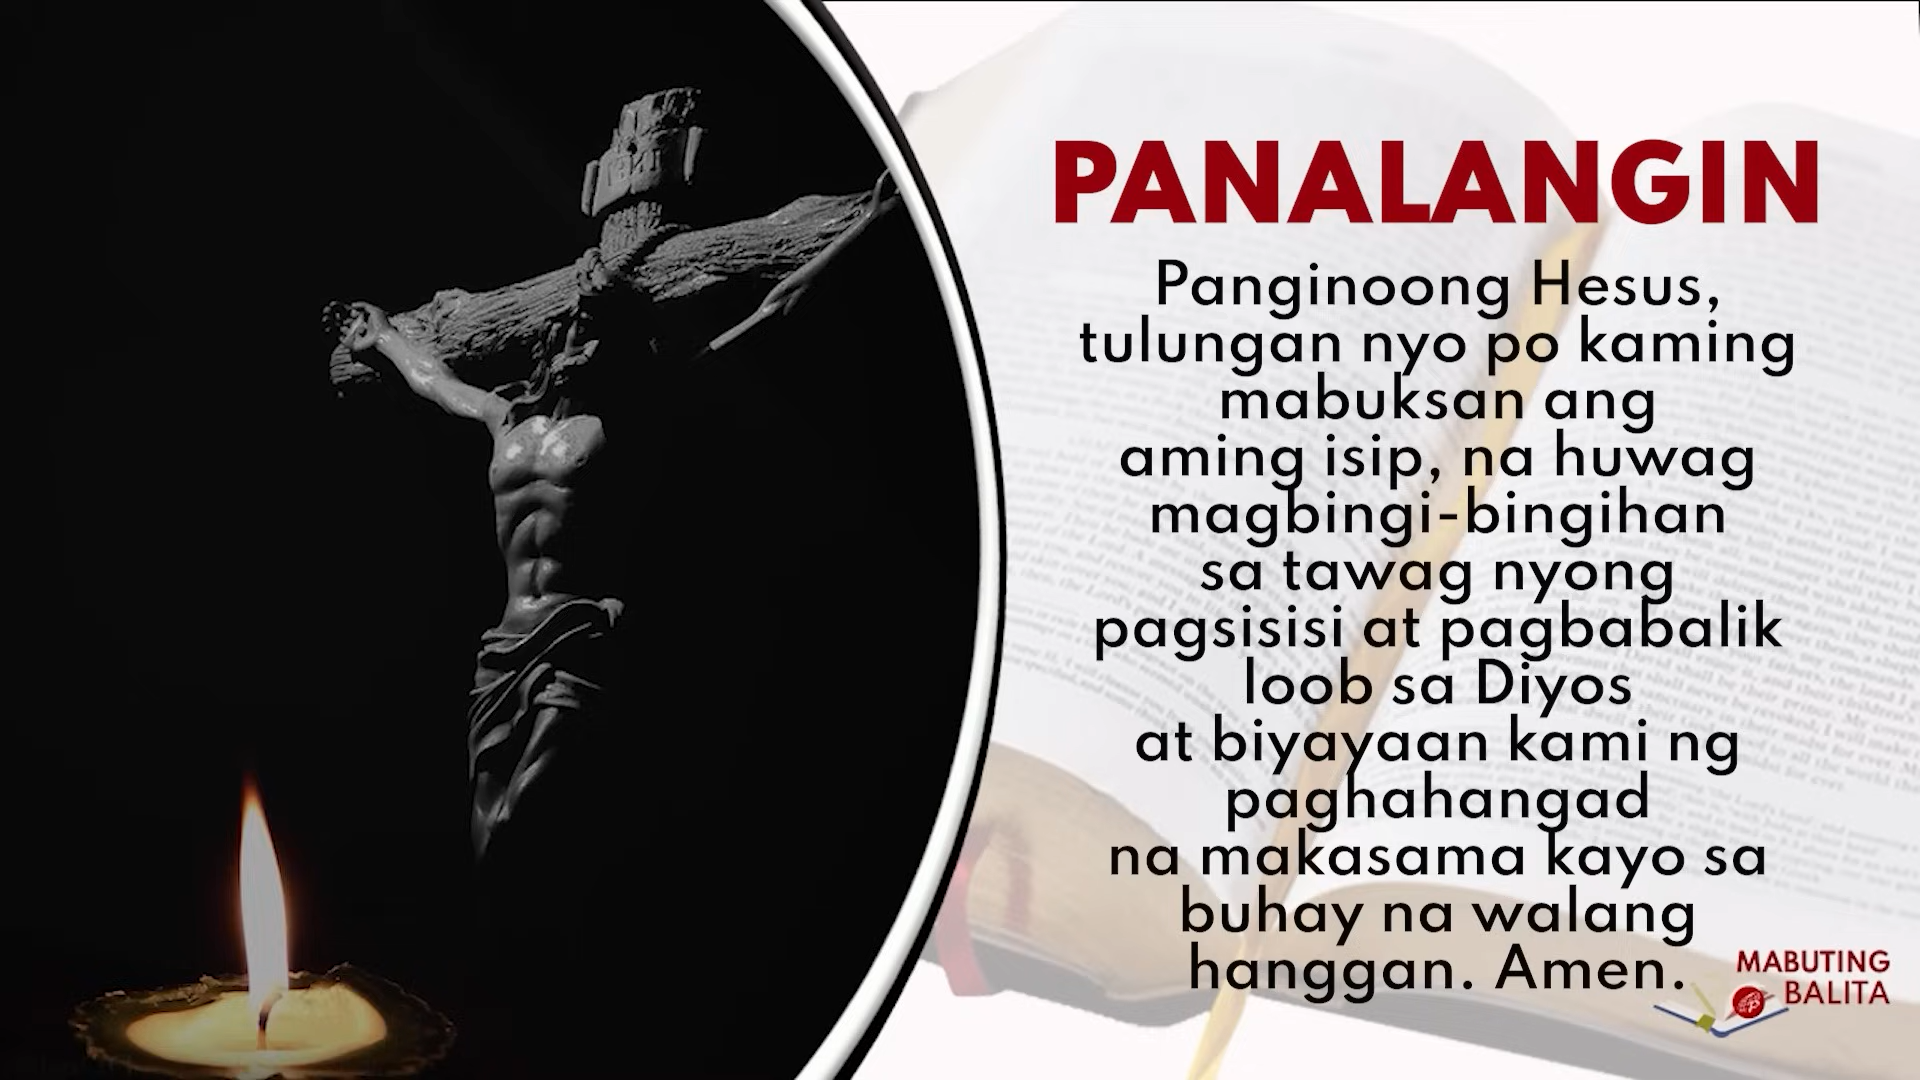 PANALANGIN
Panginoong Hesus,
tulungan nyo po kaming
mabuksan ang
aming isip, na huwag
magbingi-bingihan
sa tawag nyong
pagsisisi at pagbabalik
loob sa Diyos
at biyayaan kami ng
paghahangad
na makasama kayo sa
buhay na walang
hanggan. Amen.
MABUTING
BALITA